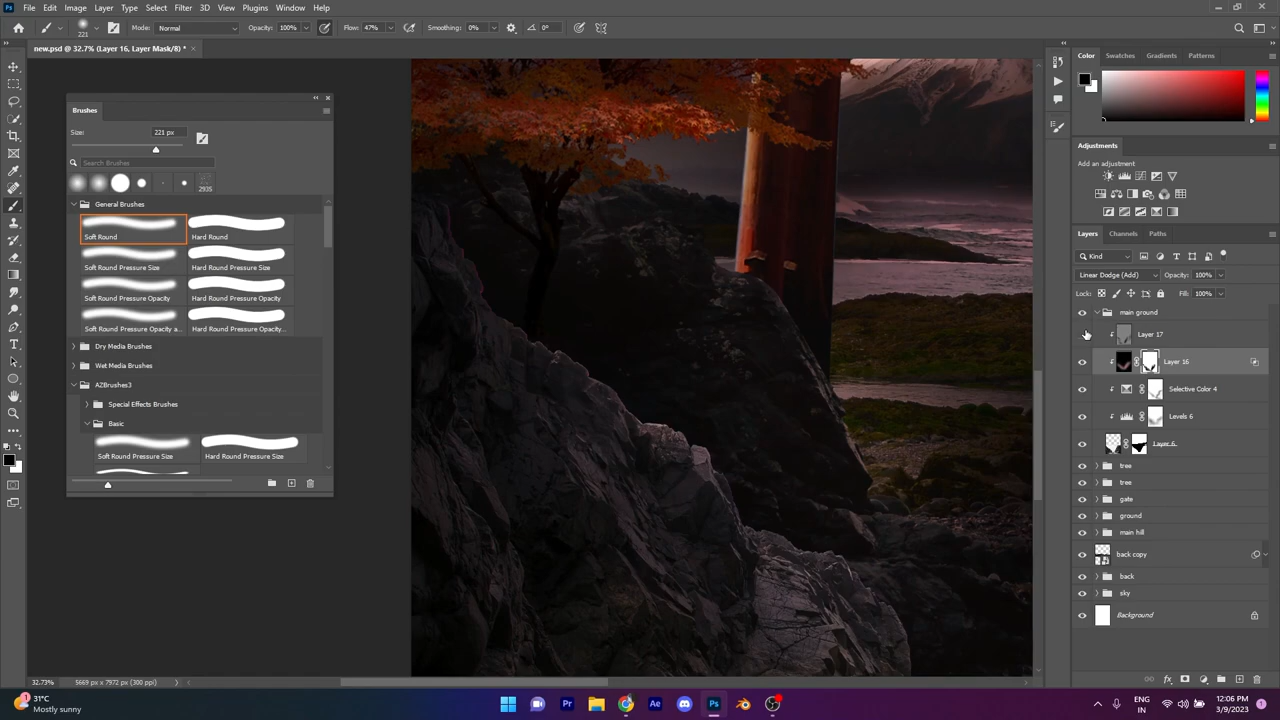 File Edit Image Layer Type Select Filter 3D View Plugins Window Help
221 Mode: Normal Opacity: 100% Flow: 47% Smoothing: 0% 0°
new.psd @ 32.7% (Layer 16, Layer Mask/8) *
Brushes
Size: 221 px
Search Brushes
2935
General Brushes
Soft Round Hard Round
Soft Round Pressure Size Hard Round Pressure Size
Soft Round Pressure Opacity Hard Round Pressure Opacity
Soft Round Pressure Opacity a... Hard Round Pressure Opacity...
Dry Media Brushes
Wet Media Brushes
AZBrushes3
Special Effects Brushes
Basic
Soft Round Pressure Size Hard Round Pressure Size
Color Swatches Gradients Patterns
Adjustments
Add an adjustment
Layers Channels Paths
Kind
Linear Dodge (Add) Opacity: 100%
Lock: Fill: 100%
main ground
Layer 17
Layer 16
Selective Color 4
Levels 6
Layer 6
tree
tree
gate
ground
main hill
back copy
back
sky
Background
32.73% 5669 px x 7972 px (300 ppi)
1 31°C
Mostly sunny
Pr Ae Ps
ENG
IN
12:06 PM
3/9/2023